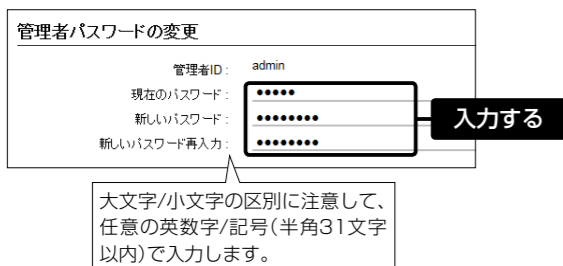 管理者パスワードの変更
管理者ID: admin
現在のパスワード: ●●●●●
新しいパスワード: ●●●●●●●●
新しいパスワード再入力: ●●●●●●●●
入力する
大文字/小文字の区別に注意して、
任意の英数字/記号(半角31文字
以内)で入力します。